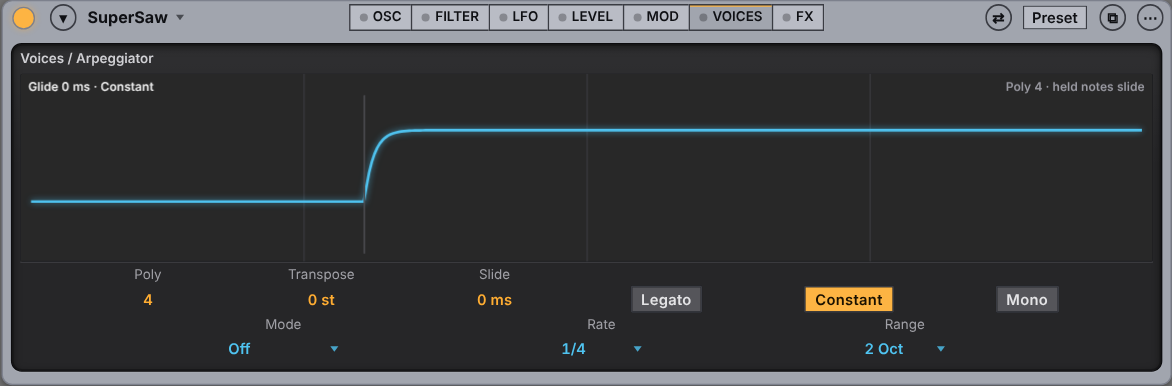 SuperSaw
OSC FILTER LFO LEVEL MOD VOICES FX
Preset
Voices / Arpeggiator
Glide 0 ms · Constant
Poly 4 · held notes slide
Poly Transpose Slide
4 0 st 0 ms Legato Constant Mono
Mode Rate Range
Off 1/4 2 Oct